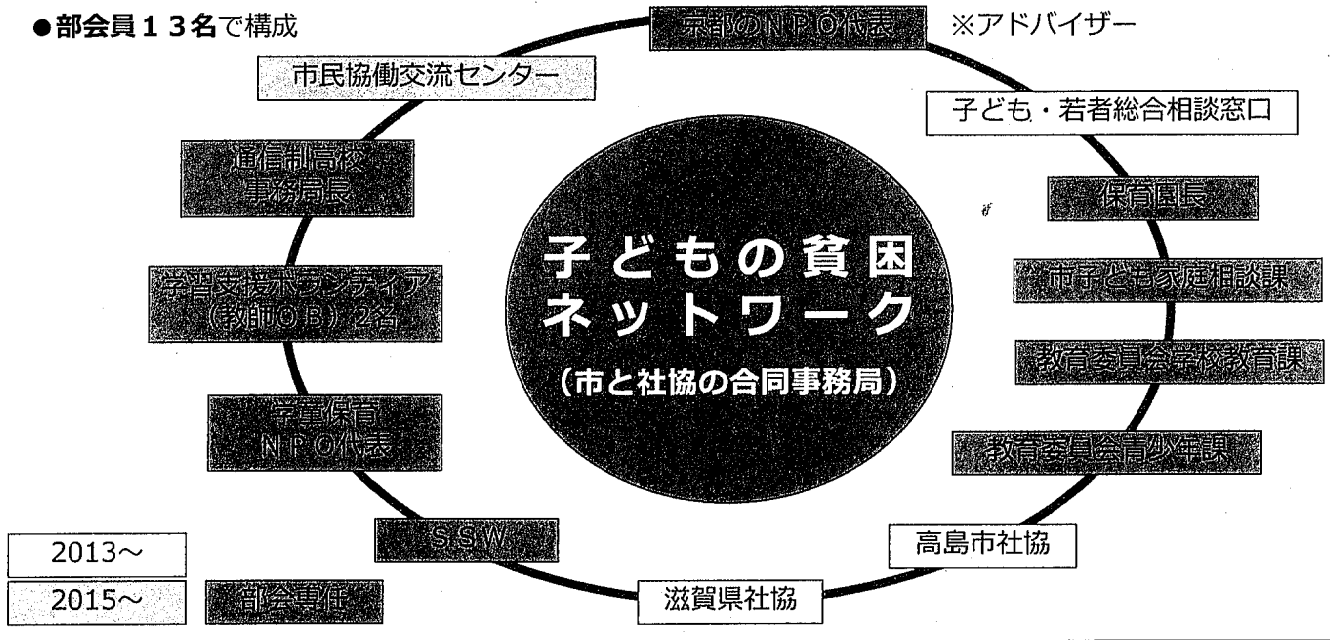 ●部会員１３名で構成
京都のＮＰＯ代表
※アドバイザー
市民協働交流センター
子ども・若者総合相談窓口
通信制高校
事務局長
保育園長
学習支援ボランティア
（教師ＯＢ）2名
市子ども家庭相談課
子どもの貧困
ネットワーク
（市と社協の合同事務局）
教育委員会学校教育課
学童保育
ＮＰＯ代表
教育委員会青少年課
ＳＳＷ
高島市社協
滋賀県社協
2013～
2015～
部会専任